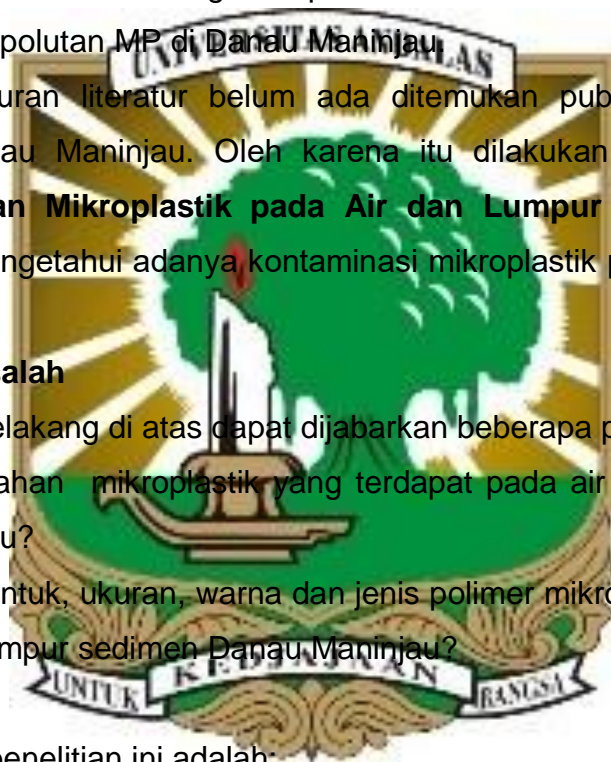 polutan MP di Danau Maninjau.
UNIVERSITAS ANDALAS
uran literatur belum ada ditemukan pub
au Maninjau. Oleh karena itu dilakukan
an Mikroplastik pada Air dan Lumpur
ngetahui adanya kontaminasi mikroplastik p
alah
elakang di atas dapat dijabarkan beberapa p
ahan mikroplastik yang terdapat pada air
u?
ntuk, ukuran, warna dan jenis polimer mikro
mpur sedimen Danau Maninjau?
UNTUK KEDJAJAAN BANGSA
penelitian ini adalah: